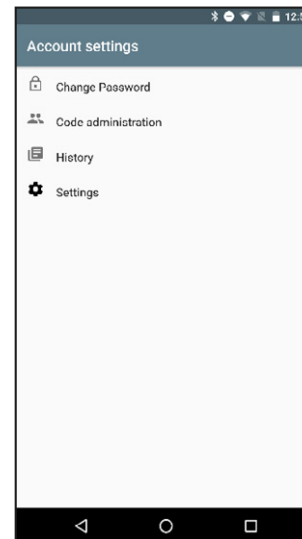 Account settings
Change Password
Code administration
History
Settings